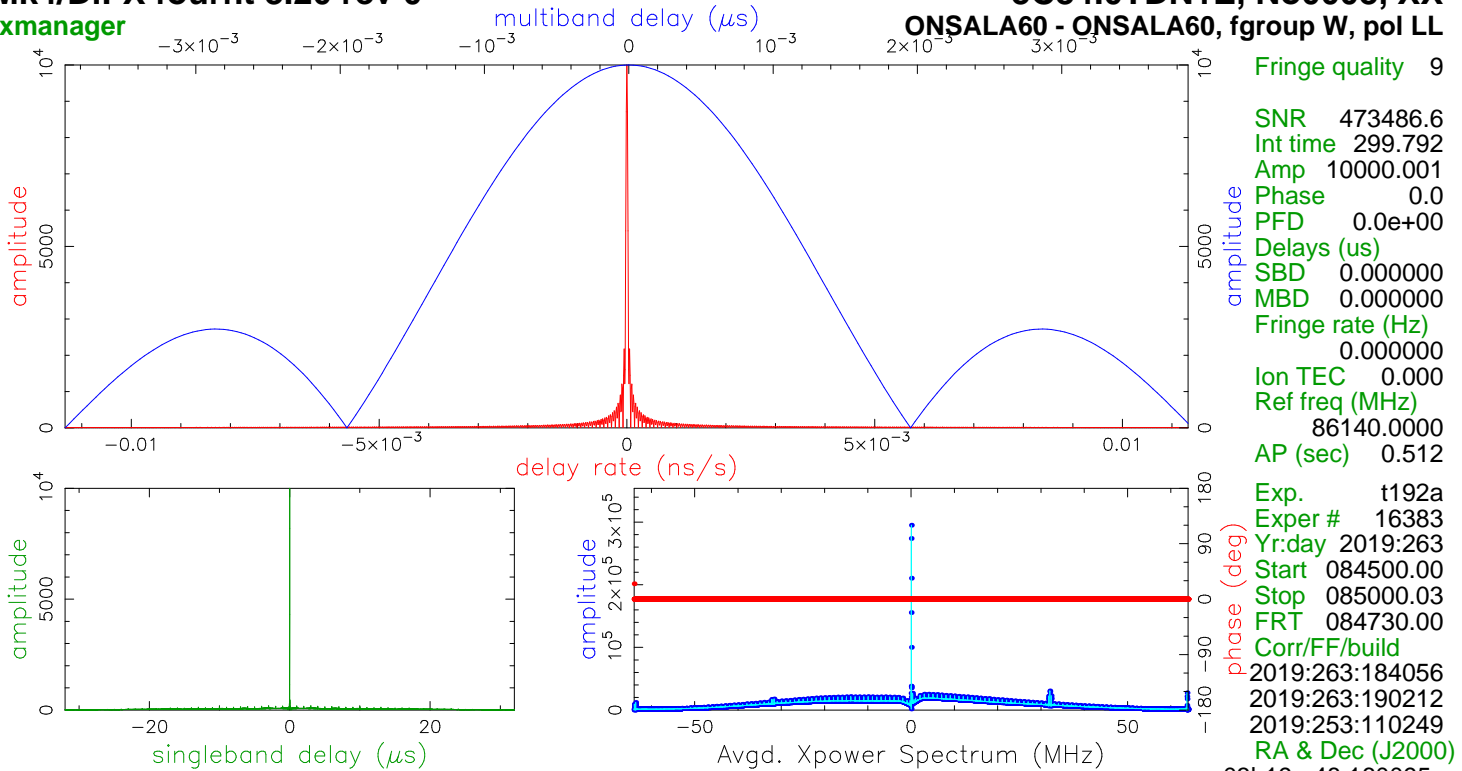 xmanager
multiband delay (μs)
ONSALA60 - ONSALA60, fgroup W, pol LL
−3×10⁻³ −2×10⁻³ −10⁻³ 0 10⁻³ 2×10⁻³ 3×10⁻³
10⁴ 5000 0
amplitude
10⁴ 5000 0
amplitude
−0.01 −5×10⁻³ 0 5×10⁻³ 0.01
delay rate (ns/s)
10⁴ 5000 0
amplitude
−20 0 20
singleband delay (μs)
3×10⁵ 2×10⁵ 10⁵ 0
amplitude
180 90 0 −90 −180
phase (deg)
−50 0 50
Avgd. Xpower Spectrum (MHz)
Fringe quality 9
SNR 473486.6
Int time 299.792
Amp 10000.001
Phase 0.0
PFD 0.0e+00
Delays (us)
SBD 0.000000
MBD 0.000000
Fringe rate (Hz)
0.000000
Ion TEC 0.000
Ref freq (MHz)
86140.0000
AP (sec) 0.512
Exp. t192a
Exper # 16383
Yr:day 2019:263
Start 084500.00
Stop 085000.03
FRT 084730.00
Corr/FF/build
2019:263:184056
2019:263:190212
2019:253:110249
RA & Dec (J2000)